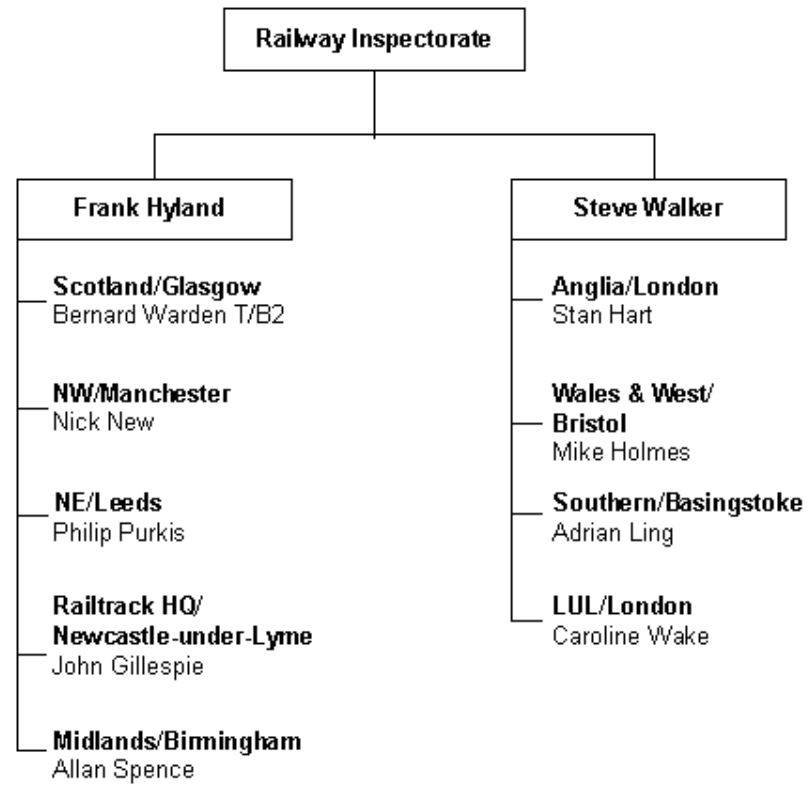 Railway Inspectorate
Frank Hyland
Scotland/Glasgow
Bernard Warden T/B2
NW/Manchester
Nick New
NE/Leeds
Philip Purkis
Railtrack HQ/
Newcastle-under-Lyme
John Gillespie
Midlands/Birmingham
Allan Spence
Steve Walker
Anglia/London
Stan Hart
Wales & West/
Bristol
Mike Holmes
Southern/Basingstoke
Adrian Ling
LUL/London
Caroline Wake